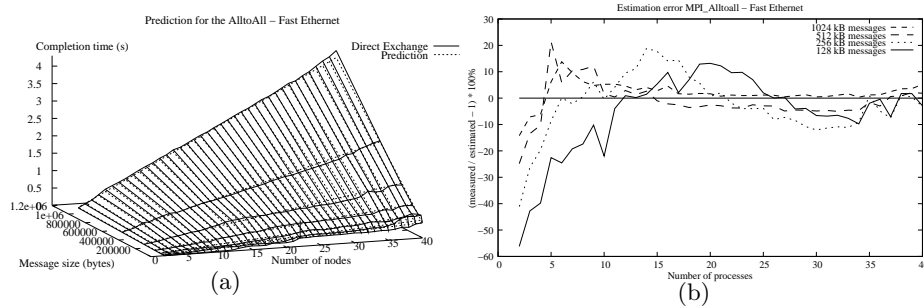 Prediction for the AlltoAll – Fast Ethernet
Completion time (s)
Direct Exchange
Prediction
4
3.5
3
2.5
2
1.5
1
0.5
0
1.2e+06
1e+06
800000
600000
400000
200000
Message size (bytes)
0
5
10
15
20
25
30
35
40
Number of nodes
(a)
Estimation error MPI_Alltoall – Fast Ethernet
1024 kB messages
512 kB messages
256 kB messages
128 kB messages
(measured / estimated – 1) * 100%
30
20
10
0
−10
−20
−30
−40
−50
−60
0
5
10
15
20
25
30
35
40
Number of processes
(b)